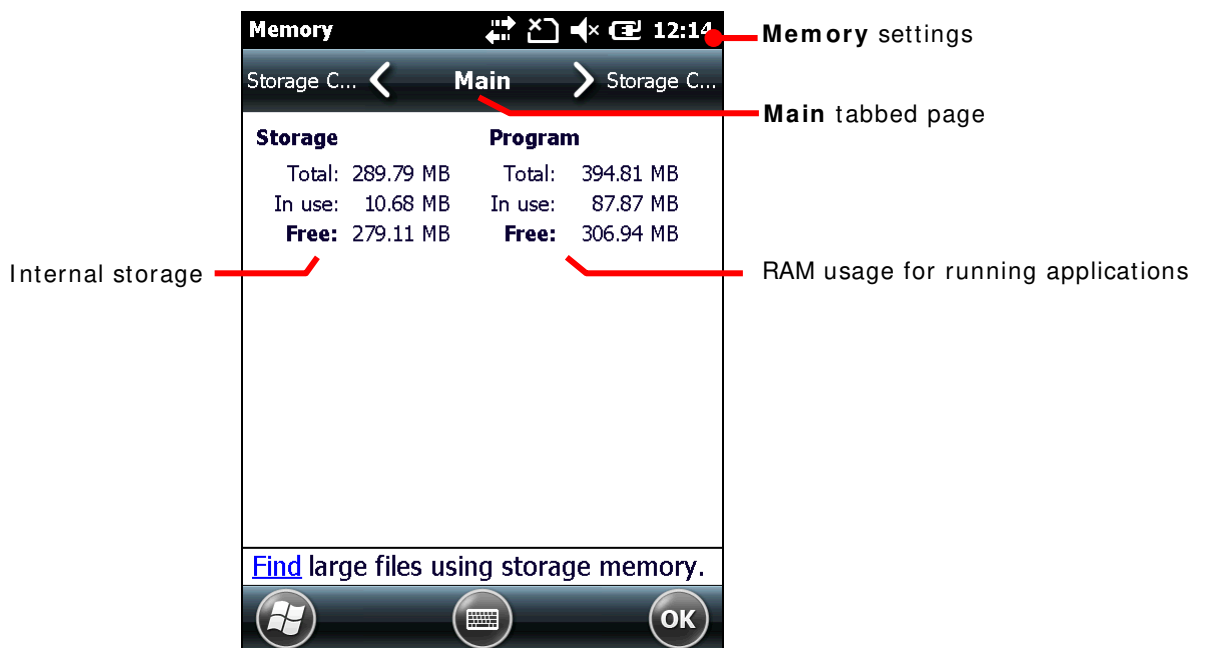 Memory 12:14
Memory settings
Storage C... Main Storage C...
Main tabbed page
Storage Program
Total: 289.79 MB Total: 394.81 MB
In use: 10.68 MB In use: 87.87 MB
Free: 279.11 MB Free: 306.94 MB
Internal storage
RAM usage for running applications
Find large files using storage memory.
OK